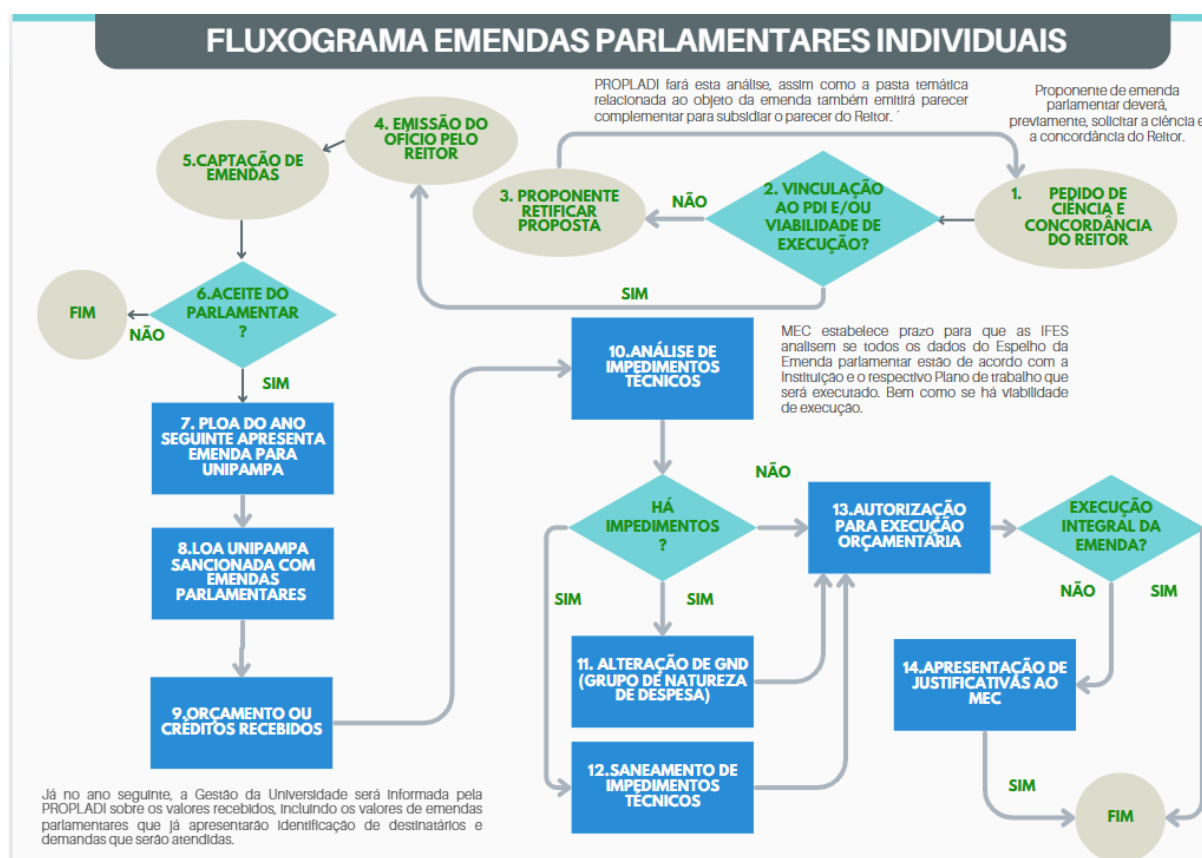 FLUXOGRAMA EMENDAS PARLAMENTARES INDIVIDUAIS
PROPLADI fará esta análise, assim como a pasta temática
relacionada ao objeto da emenda também emitirá parecer
complementar para subsidiar o parecer do Reitor.
Proponente de emenda
parlamentar deverá,
previamente, solicitar a ciência e
a concordância do Reitor.
1. PEDIDO DE
CIÊNCIA E
CONCORDÂNCIA
DO REITOR
2. VINCULAÇÃO
AO PDI E/OU
VIABILIDADE DE
EXECUÇÃO?
NÃO
3. PROPONENTE
RETIFICAR
PROPOSTA
SIM
4. EMISSÃO DO
OFÍCIO PELO
REITOR
5.CAPTAÇÃO DE
EMENDAS
6.ACEITE DO
PARLAMENTAR
?
NÃO
FIM
SIM
7. PLOA DO ANO
SEGUINTE APRESENTA
EMENDA PARA
UNIPAMPA
8.LOA UNIPAMPA
SANCIONADA COM
EMENDAS
PARLAMENTARES
9.ORÇAMENTO OU
CRÉDITOS RECEBIDOS
Já no ano seguinte, a Gestão da Universidade será informada pela
PROPLADI sobre os valores recebidos, incluindo os valores de emendas
parlamentares que já apresentarão identificação de destinatários e
demandas que serão atendidas.
10.ANÁLISE DE
IMPEDIMENTOS
TÉCNICOS
MEC estabelece prazo para que as IFES
analisem se todos os dados do Espelho da
Emenda parlamentar estão de acordo com a
Instituição e o respectivo Plano de trabalho que
será executado. Bem como se há viabilidade
de execução.
HÁ
IMPEDIMENTOS
?
NÃO
SIM
SIM
11. ALTERAÇÃO DE GND
(GRUPO DE NATUREZA
DE DESPESA)
12.SANEAMENTO DE
IMPEDIMENTOS
TÉCNICOS
13.AUTORIZAÇÃO
PARA EXECUÇÃO
ORÇAMENTÁRIA
EXECUÇÃO
INTEGRAL DA
EMENDA?
NÃO
SIM
14.APRESENTAÇÃO DE
JUSTIFICATIVAS AO
MEC
SIM
FIM